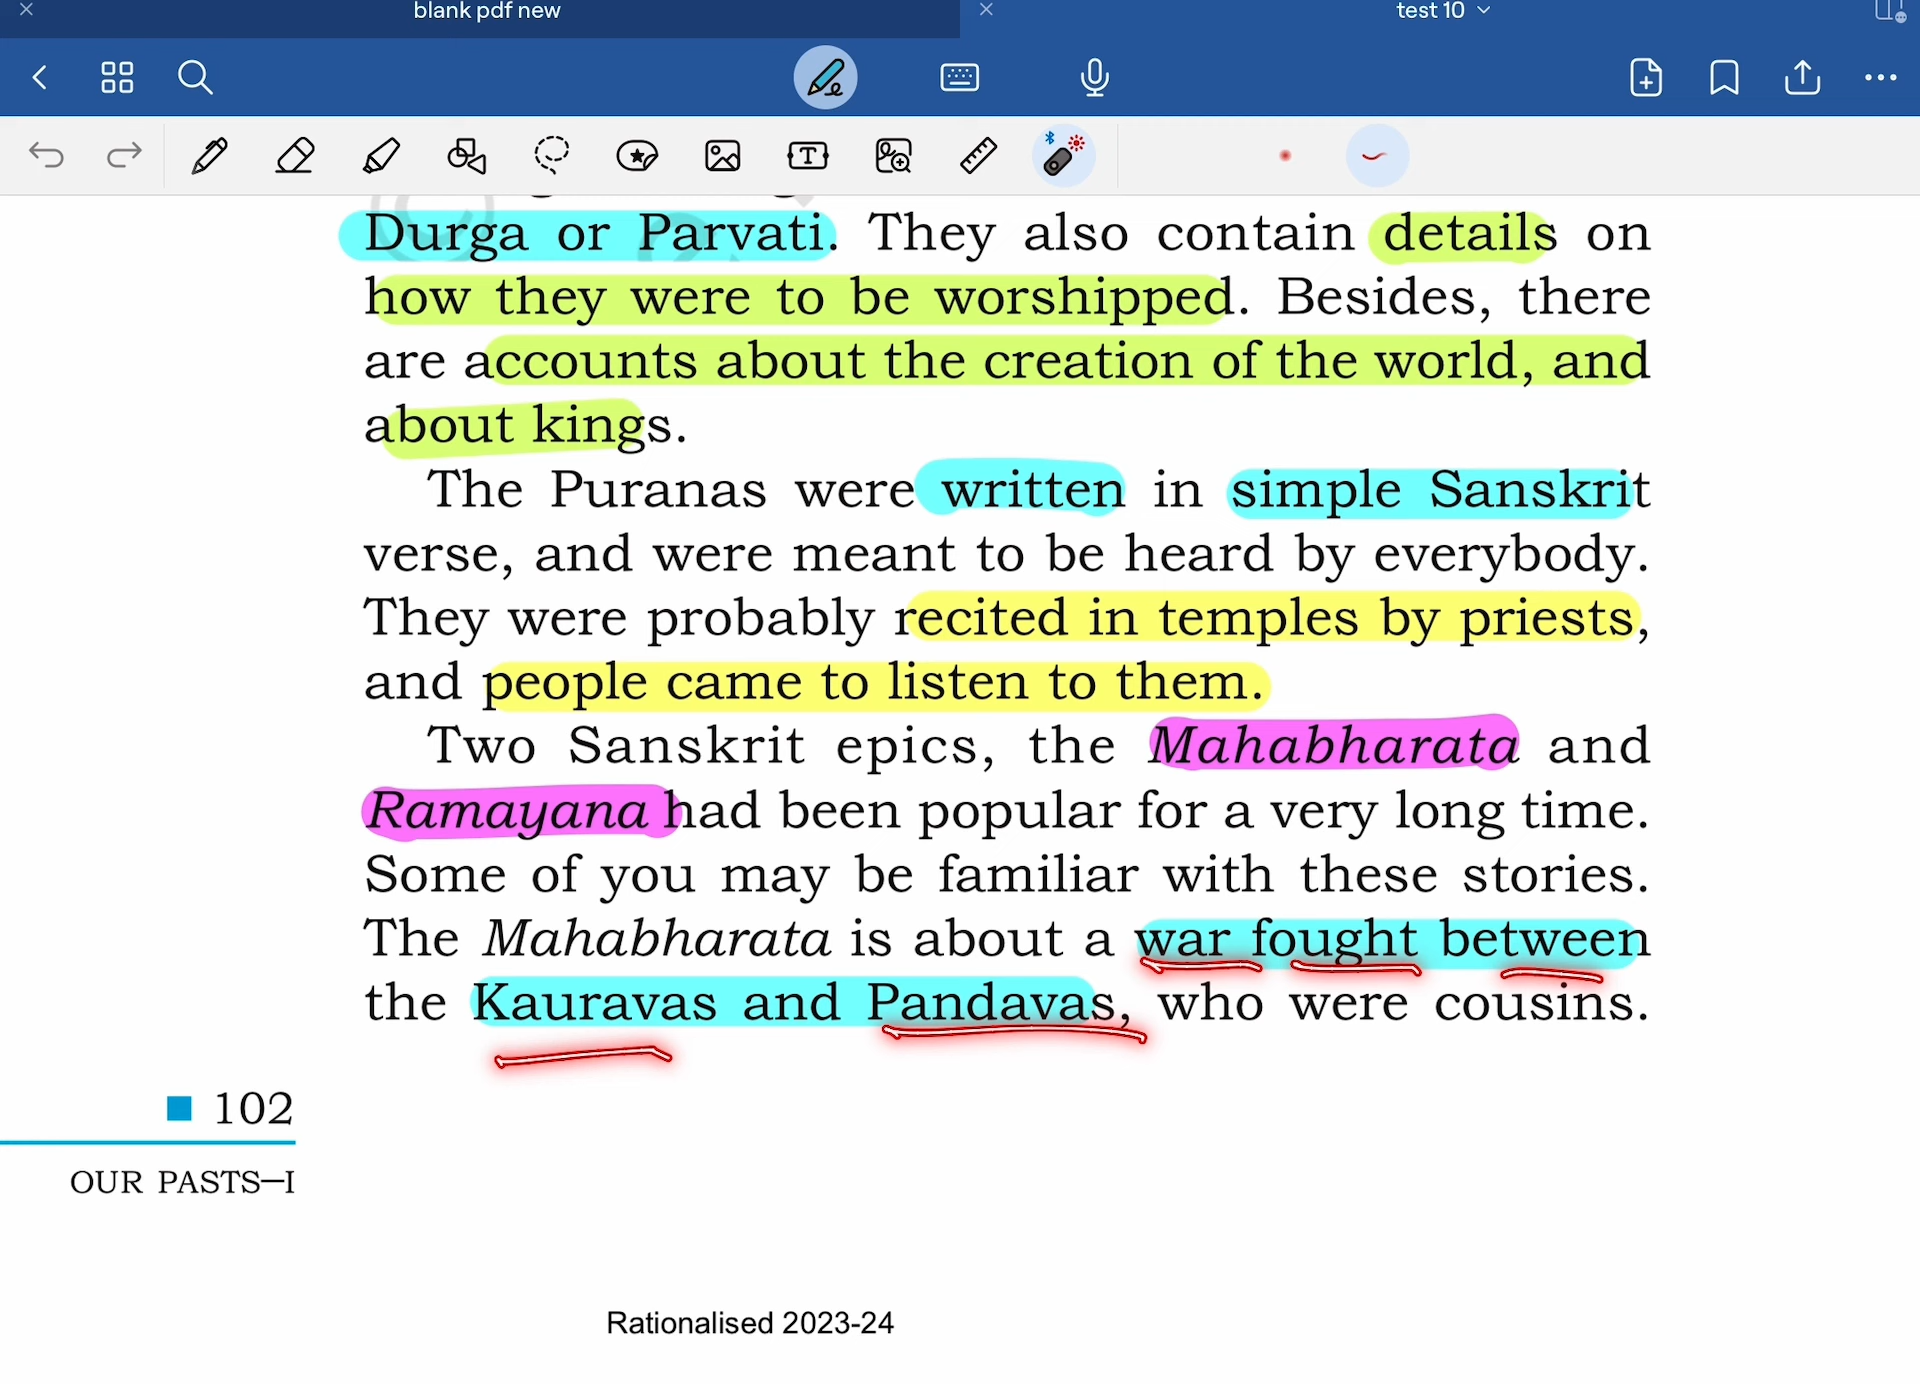 blank pdf new
test 10
Durga or Parvati. They also contain details on
how they were to be worshipped. Besides, there
are accounts about the creation of the world, and
about kings.
The Puranas were written in simple Sanskrit
verse, and were meant to be heard by everybody.
They were probably recited in temples by priests,
and people came to listen to them.
Two Sanskrit epics, the Mahabharata and
Ramayana had been popular for a very long time.
Some of you may be familiar with these stories.
The Mahabharata is about a war fought between
the Kauravas and Pandavas, who were cousins.
102
OUR PASTS—I
Rationalised 2023-24